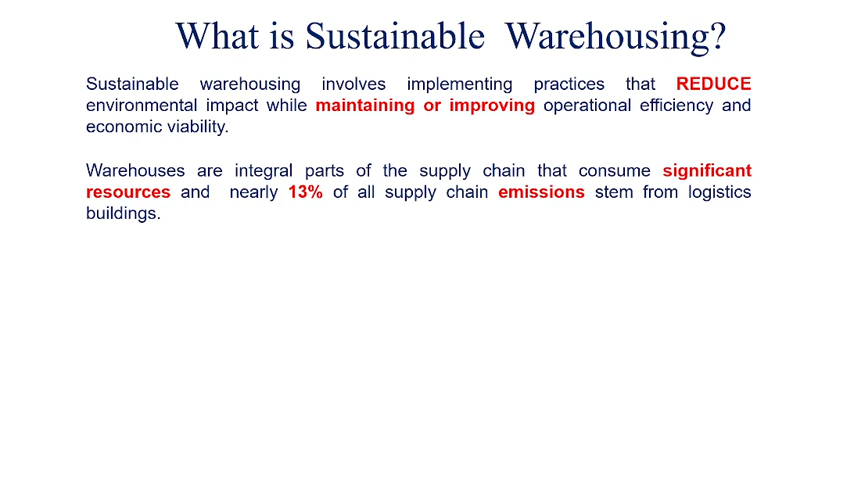 What is Sustainable Warehousing?
Sustainable warehousing involves implementing practices that REDUCE
environmental impact while maintaining or improving operational efficiency and
economic viability.
Warehouses are integral parts of the supply chain that consume significant
resources and nearly 13% of all supply chain emissions stem from logistics
buildings.